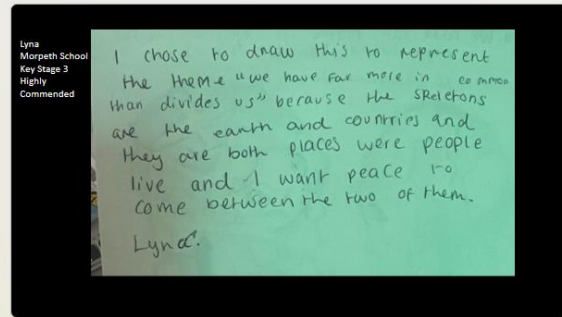 Lyna
Morpeth School
Key Stage 3
Highly
Commended
I chose to draw this to represent
the theme "we have far more in common
than divides us" because the skeletons
are the earth and countries and
they are both places were people
live and I want peace to
come between the two of them.
Lyna.